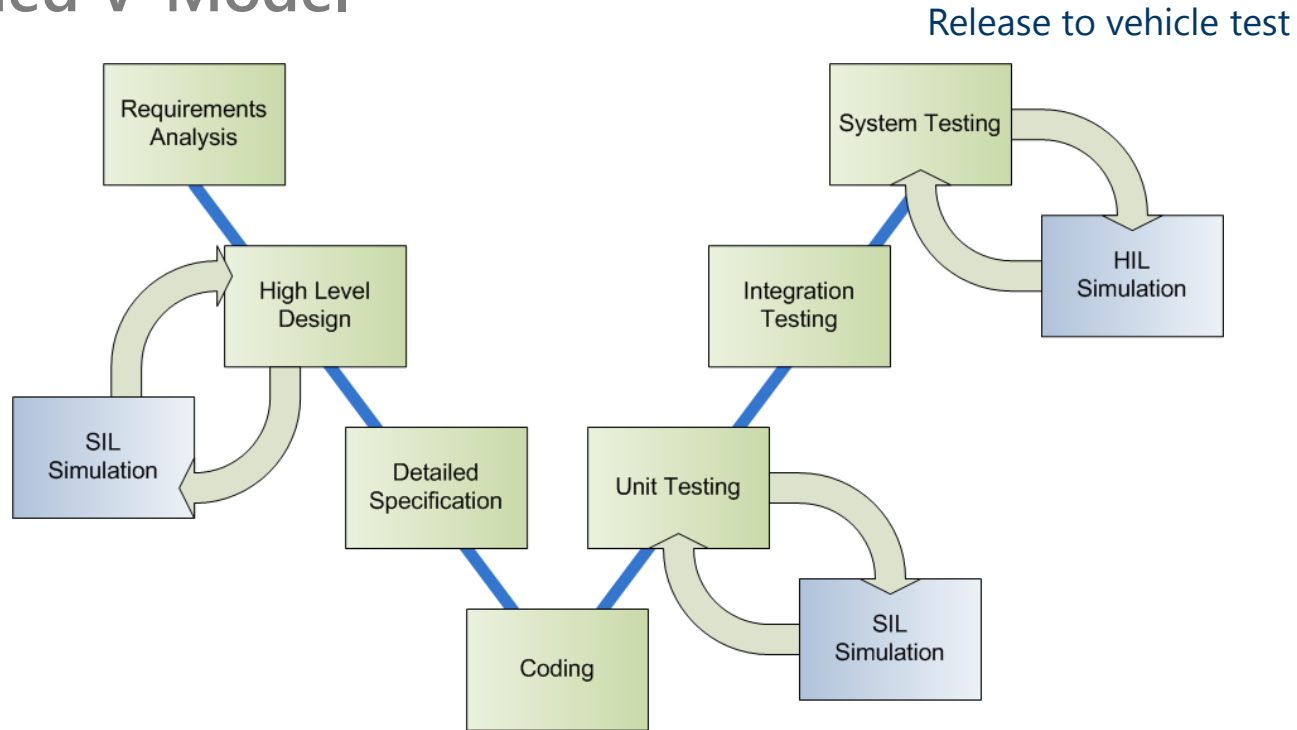 V-Model
Release to vehicle test
Requirements
Analysis
System Testing
High Level
Design
Integration
Testing
HIL
Simulation
SIL
Simulation
Detailed
Specification
Unit Testing
Coding
SIL
Simulation